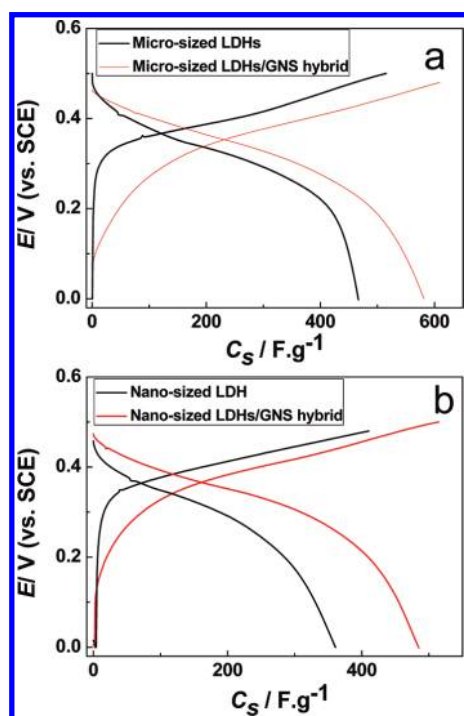 a
Micro-sized LDHs
Micro-sized LDHs/GNS hybrid
E/ V (vs. SCE)
0.6
0.4
0.2
0.0
0 200 400 600
Cs / F.g-1
b
Nano-sized LDH
Nano-sized LDHs/GNS hybrid
E/ V (vs. SCE)
0.6
0.4
0.2
0.0
0 200 400
Cs / F.g-1